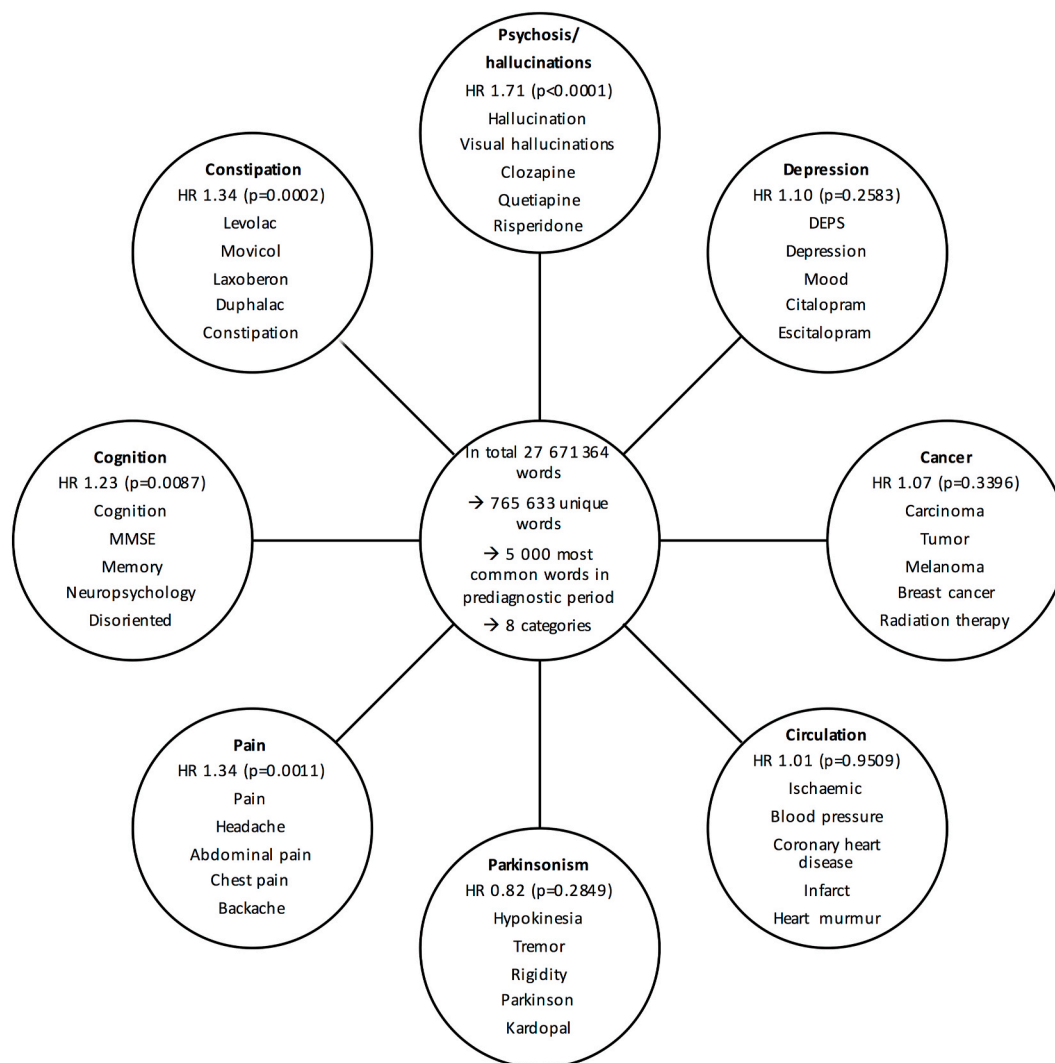 Psychosis/
hallucinations
HR 1.71 (p<0.0001)
Hallucination
Visual hallucinations
Clozapine
Quetiapine
Risperidone
Depression
HR 1.10 (p=0.2583)
DEPS
Depression
Mood
Citalopram
Escitalopram
Cancer
HR 1.07 (p=0.3396)
Carcinoma
Tumor
Melanoma
Breast cancer
Radiation therapy
Circulation
HR 1.01 (p=0.9509)
Ischaemic
Blood pressure
Coronary heart
disease
Infarct
Heart murmur
Parkinsonism
HR 0.82 (p=0.2849)
Hypokinesia
Tremor
Rigidity
Parkinson
Kardopal
Pain
HR 1.34 (p=0.0011)
Pain
Headache
Abdominal pain
Chest pain
Backache
Cognition
HR 1.23 (p=0.0087)
Cognition
MMSE
Memory
Neuropsychology
Disoriented
Constipation
HR 1.34 (p=0.0002)
Levolac
Movicol
Laxoberon
Duphalac
Constipation
In total 27 671 364
words
→ 765 633 unique
words
→ 5 000 most
common words in
prediagnostic period
→ 8 categories